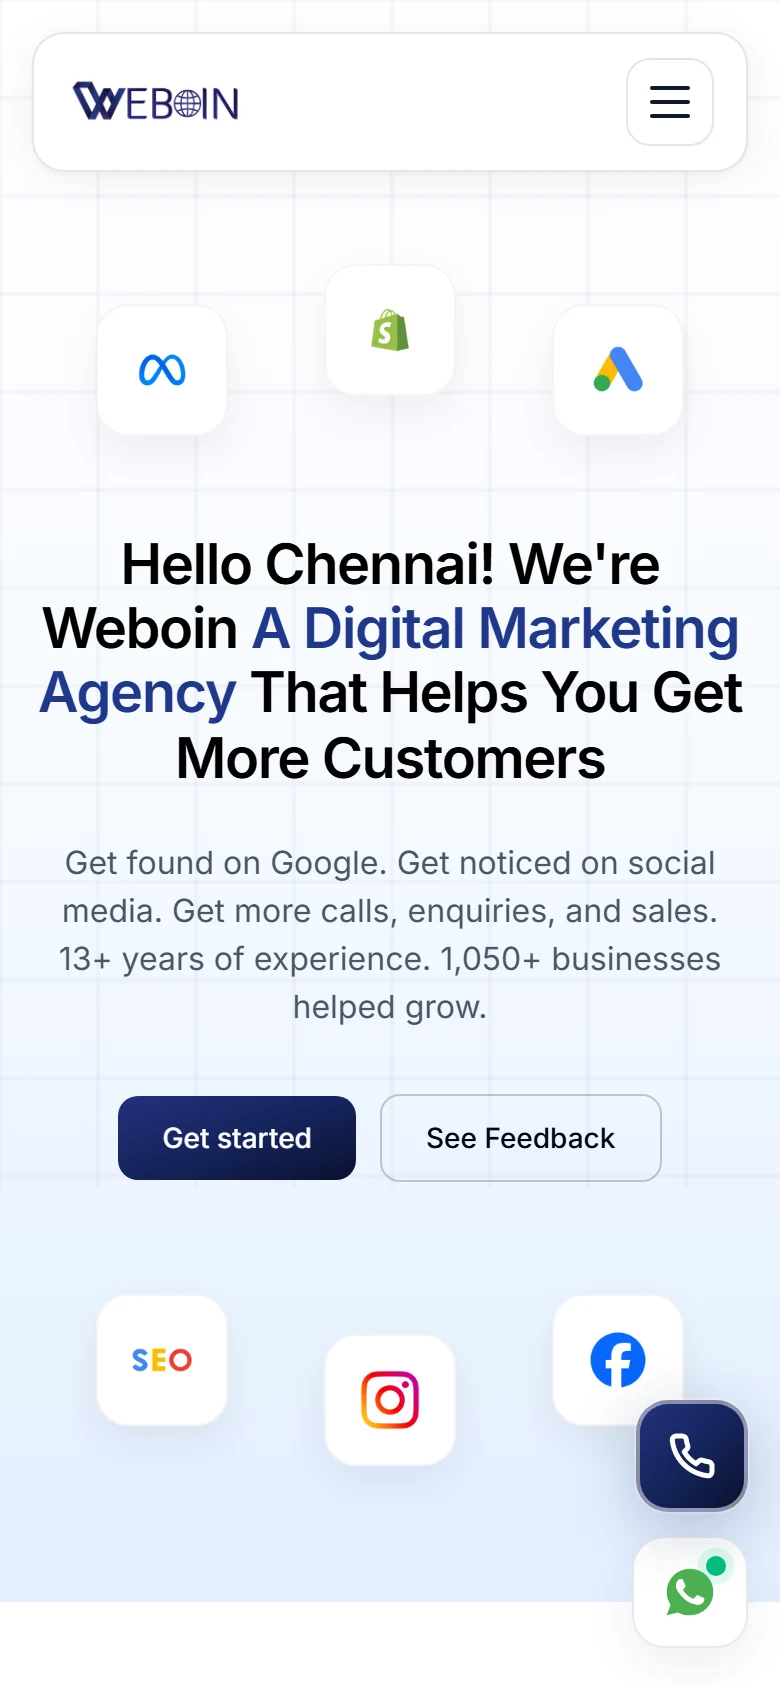 WEBOIN
Hello Chennai! We're
Weboin A Digital Marketing
Agency That Helps You Get
More Customers
Get found on Google. Get noticed on social
media. Get more calls, enquiries, and sales.
13+ years of experience. 1,050+ businesses
helped grow.
Get started
See Feedback
SEO